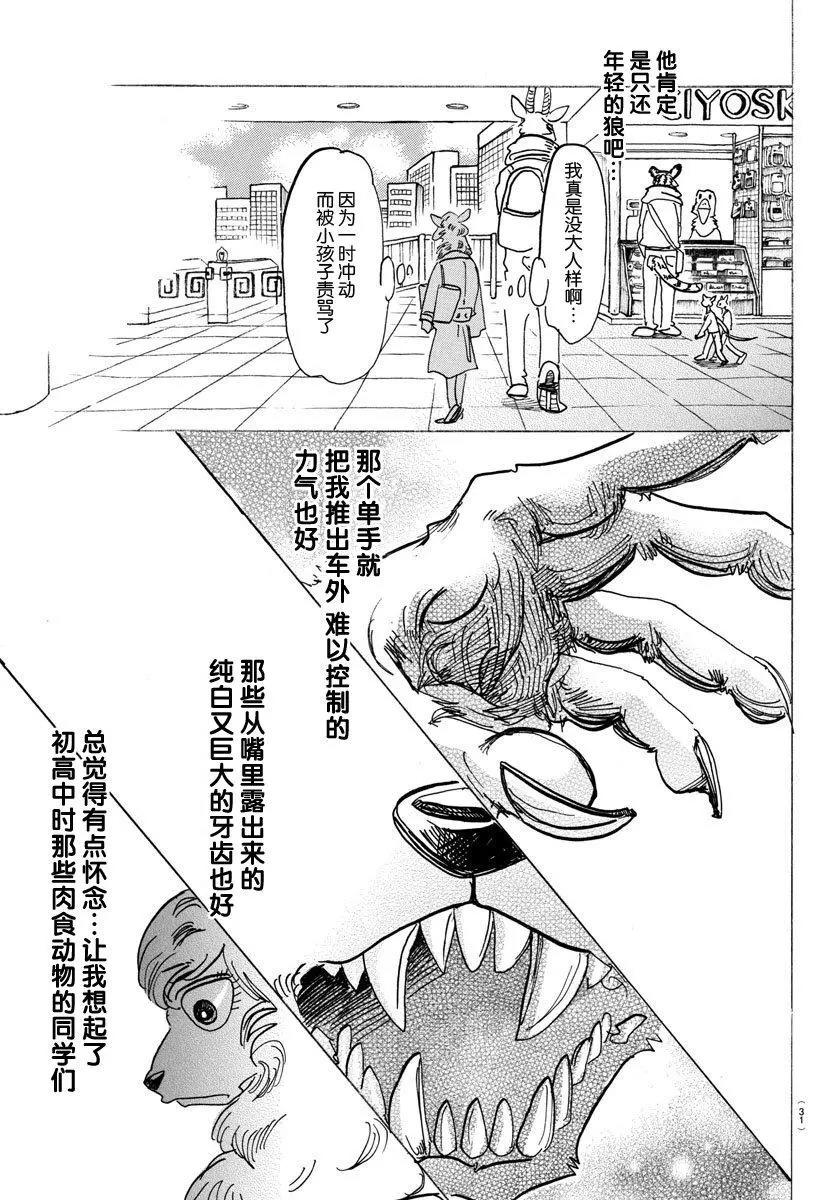 他肯定
是只还
年轻的狼吧…
IYOSK
我真是没大人样啊…
因为一时冲动
而被小孩子责骂了
那个单手就
把我推出车外 难以控制的
力气也好
那些从嘴里露出来的
纯白又巨大的牙齿也好
总觉得有点怀念…让我想起了
初高中时那些肉食动物的同学们
(31)